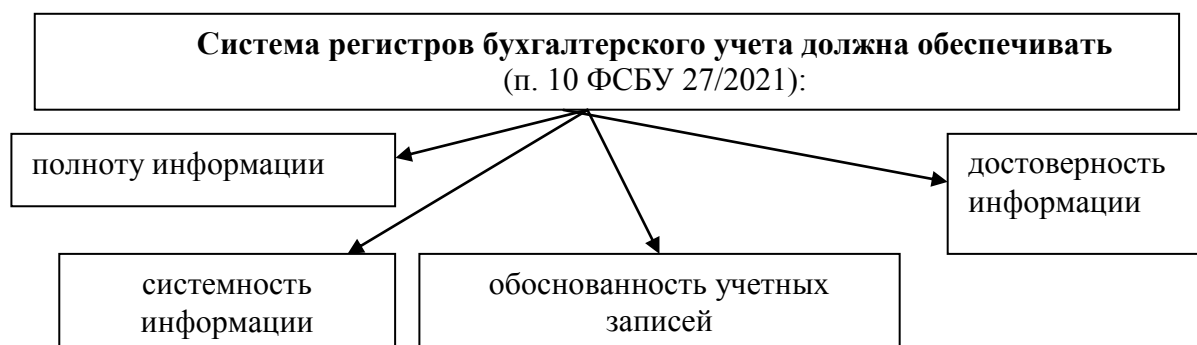 Система регистров бухгалтерского учета должна обеспечивать
(п. 10 ФСБУ 27/2021):
полноту информации
достоверность
информации
системность
информации
обоснованность учетных
записей